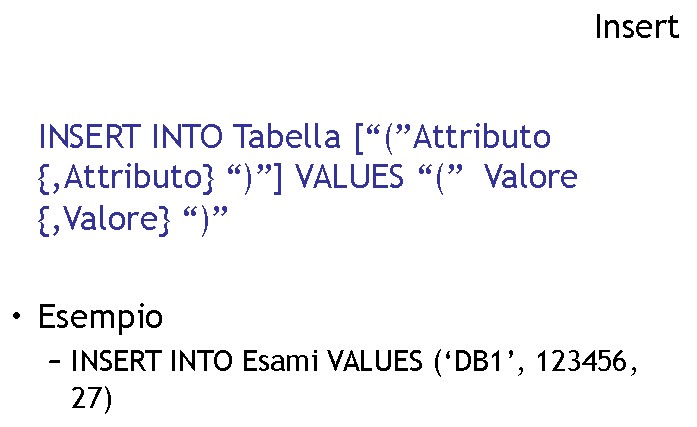 Insert
INSERT INTO Tabella [“(”Attributo
{,Attributo} “)”] VALUES “(” Valore
{,Valore} “)”
• Esempio
– INSERT INTO Esami VALUES (‘DB1’, 123456,
27)